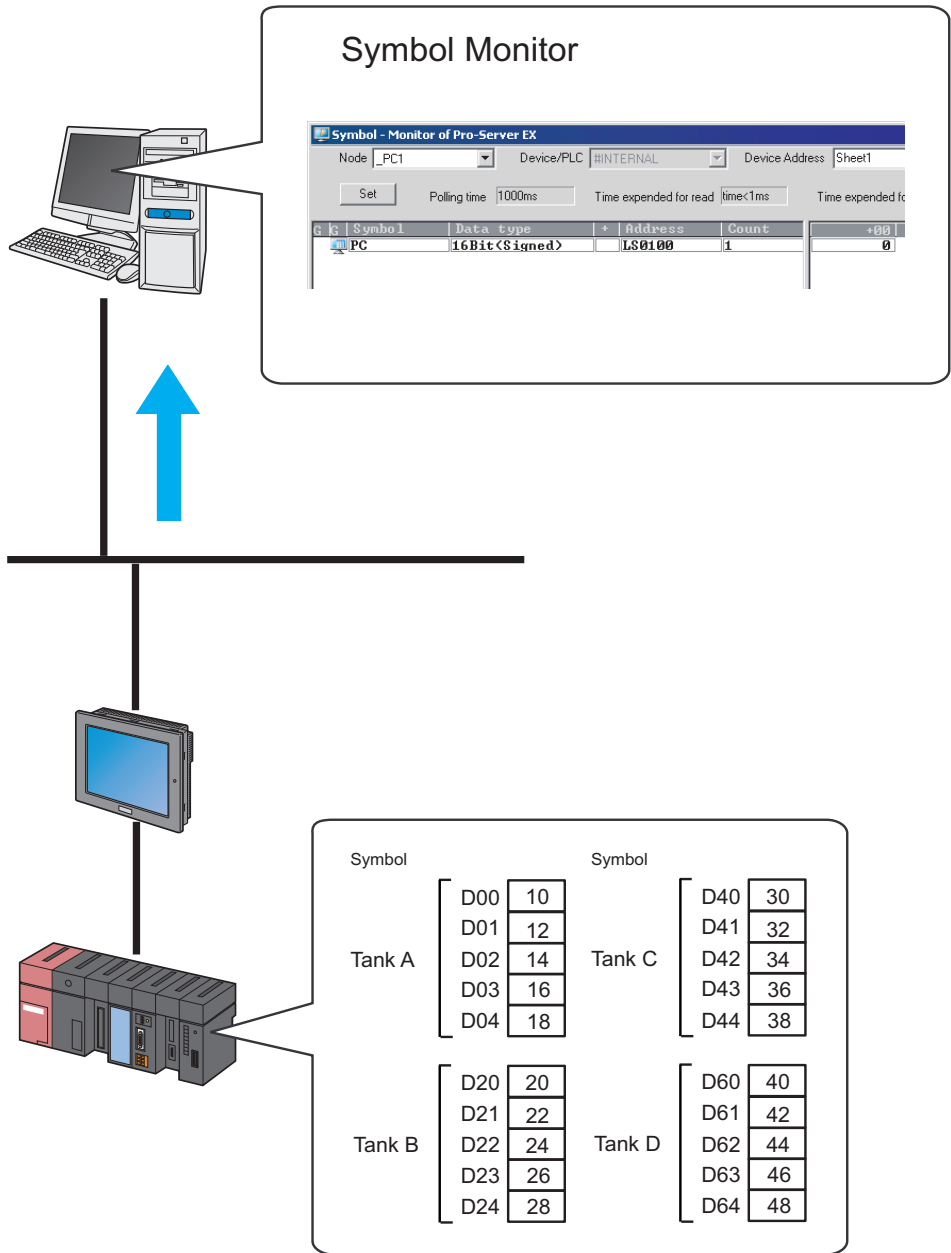 Symbol Monitor
Symbol - Monitor of Pro-Server EX
Node _PC1 Device/PLC #INTERNAL Device Address Sheet1
Set Polling time 1000ms Time expended for read time<1ms Time expended fo
G G Symbol Data type + Address Count +00
PC 16Bit<Signed> LS0100 1 0
Symbol Symbol
D00 10 D40 30
D01 12 D41 32
Tank A D02 14 Tank C D42 34
D03 16 D43 36
D04 18 D44 38
D20 20 D60 40
D21 22 D61 42
Tank B D22 24 Tank D D62 44
D23 26 D63 46
D24 28 D64 48